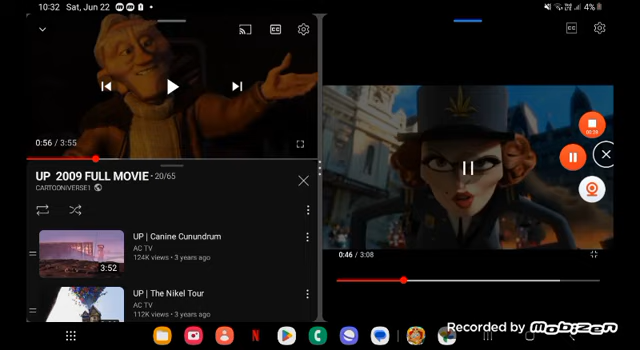 10:32 Sat, Jun 22
4%
CC
CC
0:56 / 3:55
UP 2009 FULL MOVIE • 20/65
CARTOONIVERSE1
UP | Canine Cunundrum
AC TV
124K views • 3 years ago
3:52
UP | The Nikel Tour
AC TV
112K views • 3 years ago
0:46 / 3:08
N
Recorded by mobizen